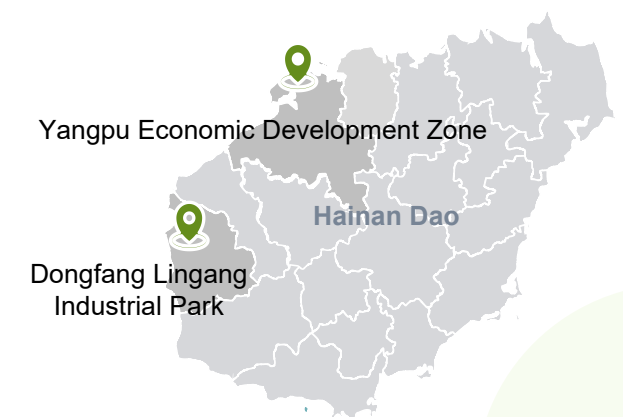 Yangpu Economic Development Zone
Hainan Dao
Dongfang Lingang
Industrial Park